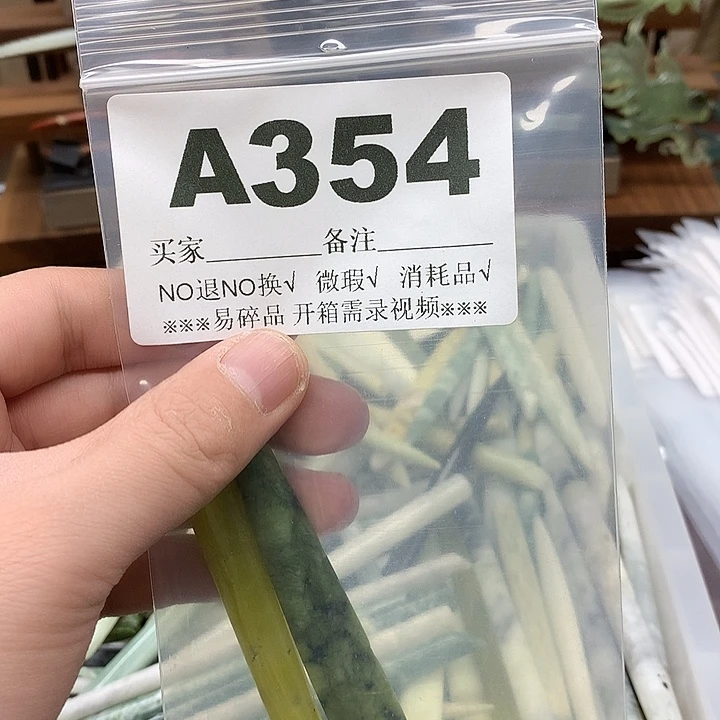 A354
买家________备注________
NO退NO换√ 微瑕√ 消耗品√
※※※易碎品 开箱需录视频※※※